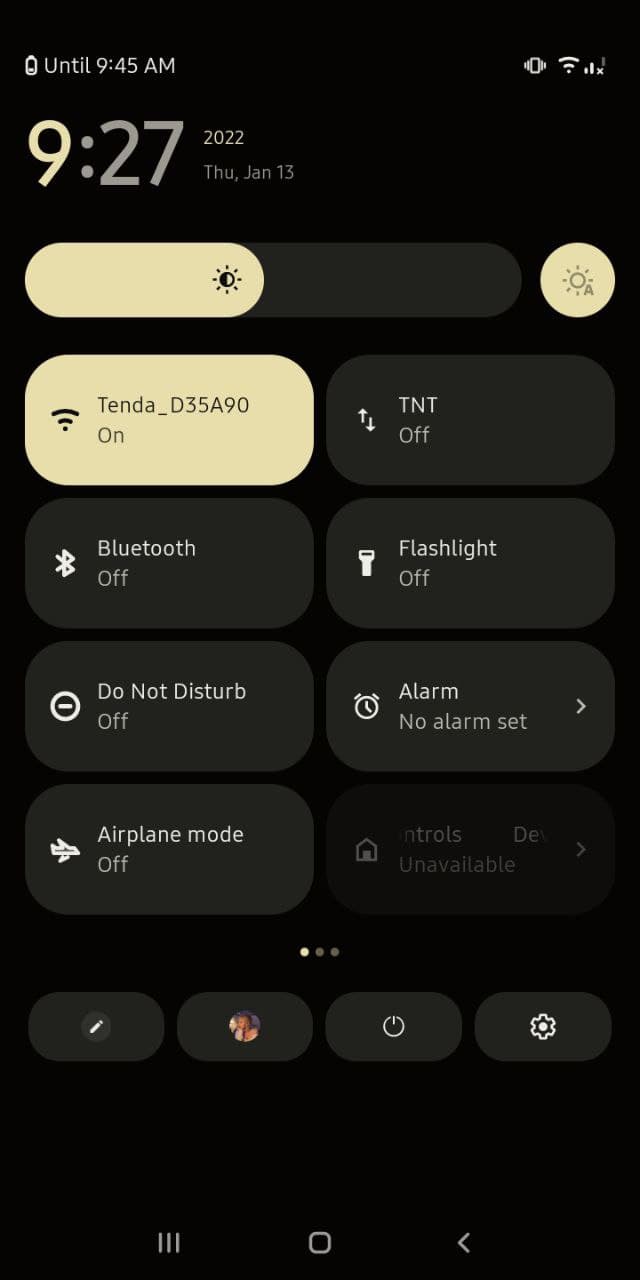 Until 9:45 AM
9:27
2022
Thu, Jan 13
A
Tenda_D35A90
On
TNT
Off
Bluetooth
Off
Flashlight
Off
Do Not Disturb
Off
Alarm
No alarm set
Airplane mode
Off
ntrols Dev
Unavailable